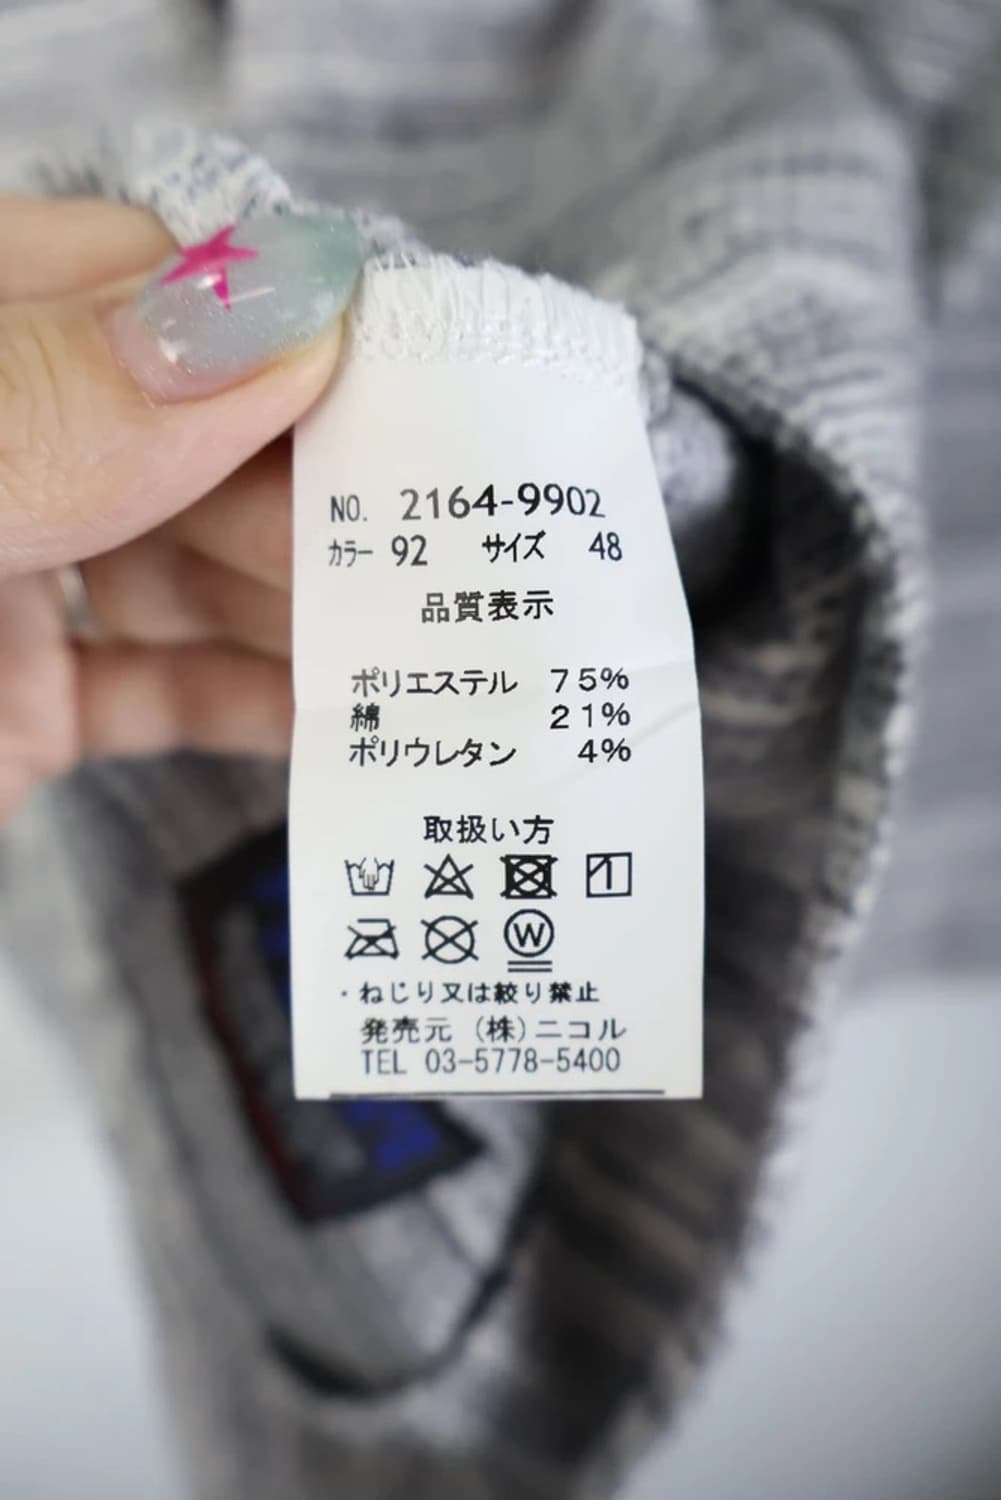 NO. 2164-9902
カラー 92 サイズ 48
品質表示
ポリエステル 75%
綿 21%
ポリウレタン 4%
取扱い方
W
・ねじり又は絞り禁止
発売元 (株)ニコル
TEL 03-5778-5400